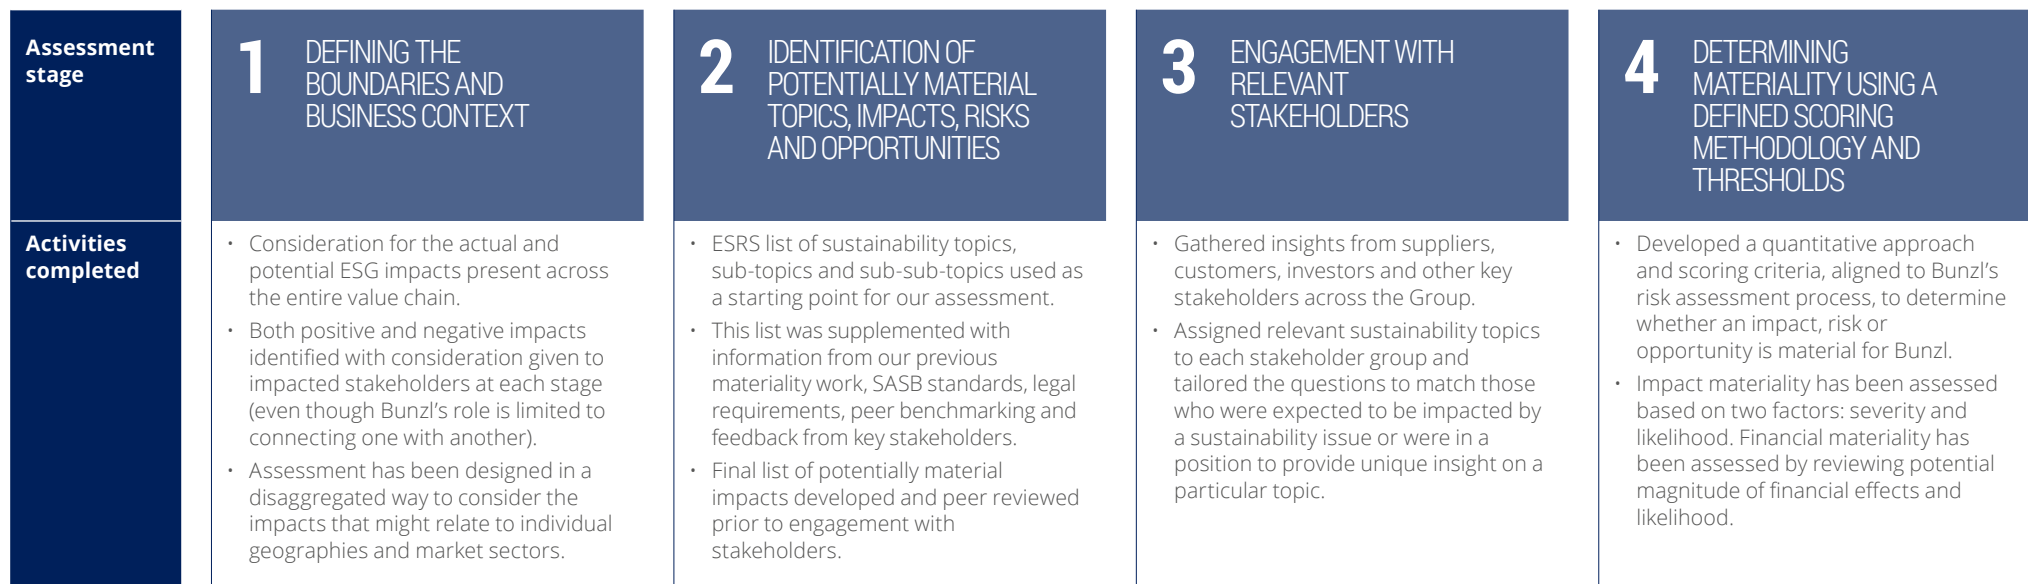 Assessment
stage
1
DEFINING THE
BOUNDARIES AND
BUSINESS CONTEXT
2
IDENTIFICATION OF
POTENTIALLY MATERIAL
TOPICS, IMPACTS, RISKS
AND OPPORTUNITIES
3
ENGAGEMENT WITH
RELEVANT
STAKEHOLDERS
4
DETERMINING
MATERIALITY USING A
DEFINED SCORING
METHODOLOGY AND
THRESHOLDS
Activities
completed
• Consideration for the actual and
potential ESG impacts present across
the entire value chain.
• Both positive and negative impacts
identified with consideration given to
impacted stakeholders at each stage
(even though Bunzl’s role is limited to
connecting one with another).
• Assessment has been designed in a
disaggregated way to consider the
impacts that might relate to individual
geographies and market sectors.
• ESRS list of sustainability topics,
sub-topics and sub-sub-topics used as
a starting point for our assessment.
• This list was supplemented with
information from our previous
materiality work, SASB standards, legal
requirements, peer benchmarking and
feedback from key stakeholders.
• Final list of potentially material
impacts developed and peer reviewed
prior to engagement with
stakeholders.
• Gathered insights from suppliers,
customers, investors and other key
stakeholders across the Group.
• Assigned relevant sustainability topics
to each stakeholder group and
tailored the questions to match those
who were expected to be impacted by
a sustainability issue or were in a
position to provide unique insight on a
particular topic.
• Developed a quantitative approach
and scoring criteria, aligned to Bunzl’s
risk assessment process, to determine
whether an impact, risk or
opportunity is material for Bunzl.
• Impact materiality has been assessed
based on two factors: severity and
likelihood. Financial materiality has
been assessed by reviewing potential
magnitude of financial effects and
likelihood.